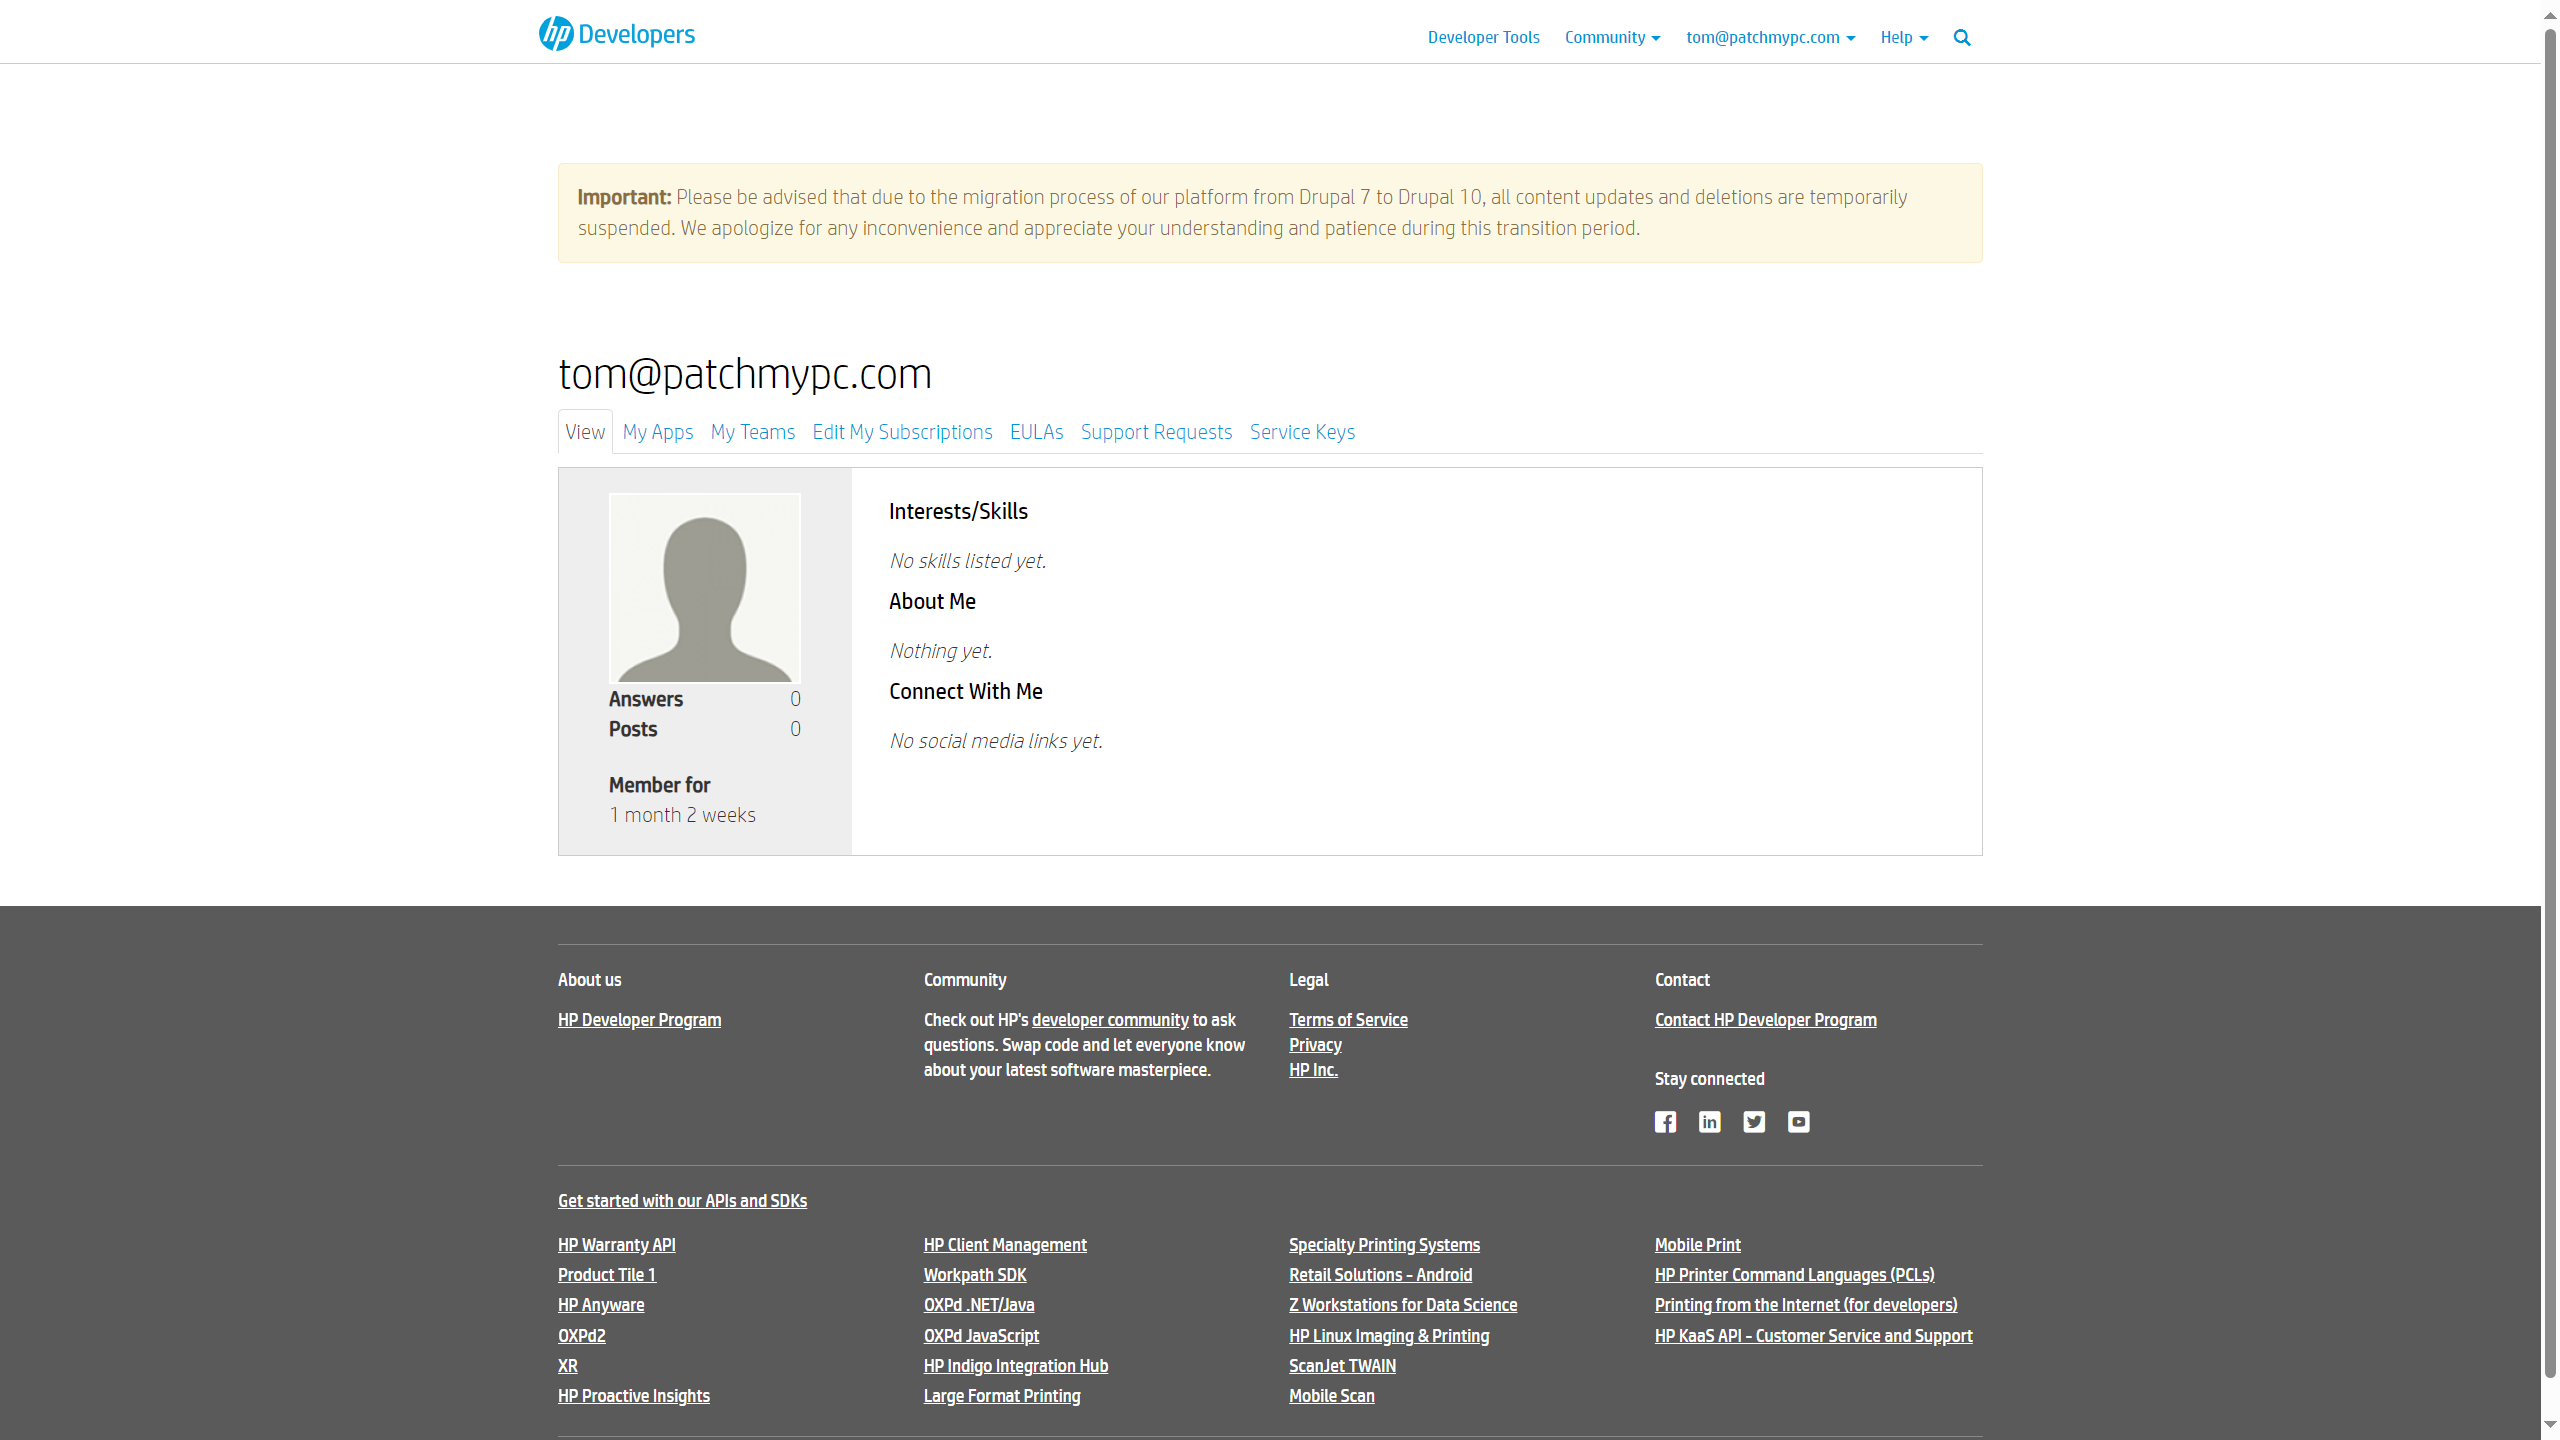 hp Developers
Developer Tools
Community
tom@patchmypc.com
Help
Important: Please be advised that due to the migration process of our platform from Drupal 7 to Drupal 10, all content updates and deletions are temporarily
suspended. We apologize for any inconvenience and appreciate your understanding and patience during this transition period.
tom@patchmypc.com
View
My Apps
My Teams
Edit My Subscriptions
EULAs
Support Requests
Service Keys
Answers 0
Posts 0
Member for
1 month 2 weeks
Interests/Skills
No skills listed yet.
About Me
Nothing yet.
Connect With Me
No social media links yet.
About us
HP Developer Program
Community
Check out HP's developer community to ask
questions. Swap code and let everyone know
about your latest software masterpiece.
Legal
Terms of Service
Privacy
HP Inc.
Contact
Contact HP Developer Program
Stay connected
Get started with our APIs and SDKs
HP Warranty API
Product Tile 1
HP Anyware
OXPd2
XR
HP Proactive Insights
HP Client Management
Workpath SDK
OXPd .NET/Java
OXPd JavaScript
HP Indigo Integration Hub
Large Format Printing
Specialty Printing Systems
Retail Solutions - Android
Z Workstations for Data Science
HP Linux Imaging & Printing
ScanJet TWAIN
Mobile Scan
Mobile Print
HP Printer Command Languages (PCLs)
Printing from the Internet (for developers)
HP KaaS API - Customer Service and Support